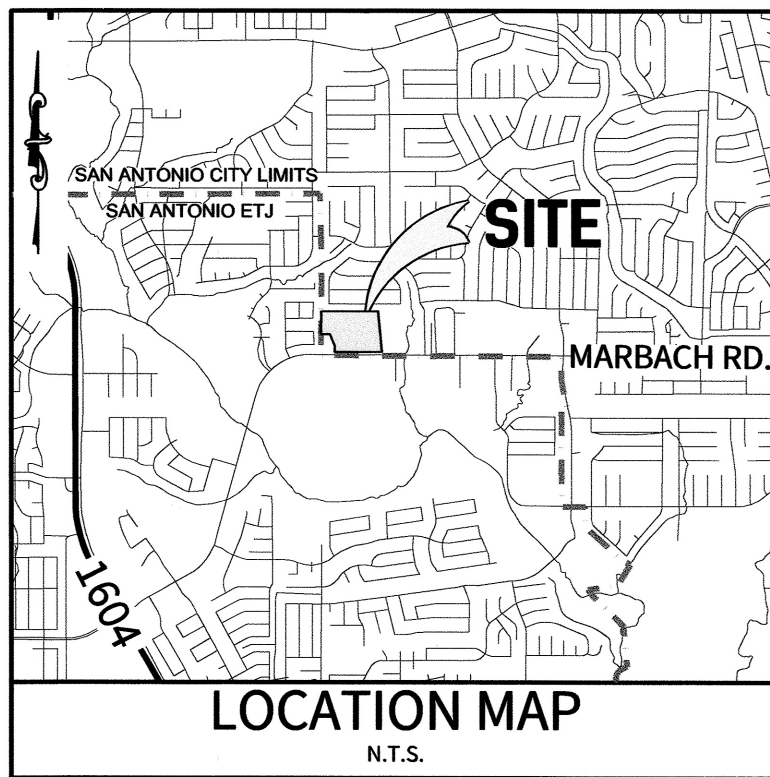 SAN ANTONIO CITY LIMITS
SAN ANTONIO ETJ
SITE
MARBACH RD.
1604
LOCATION MAP
N.T.S.